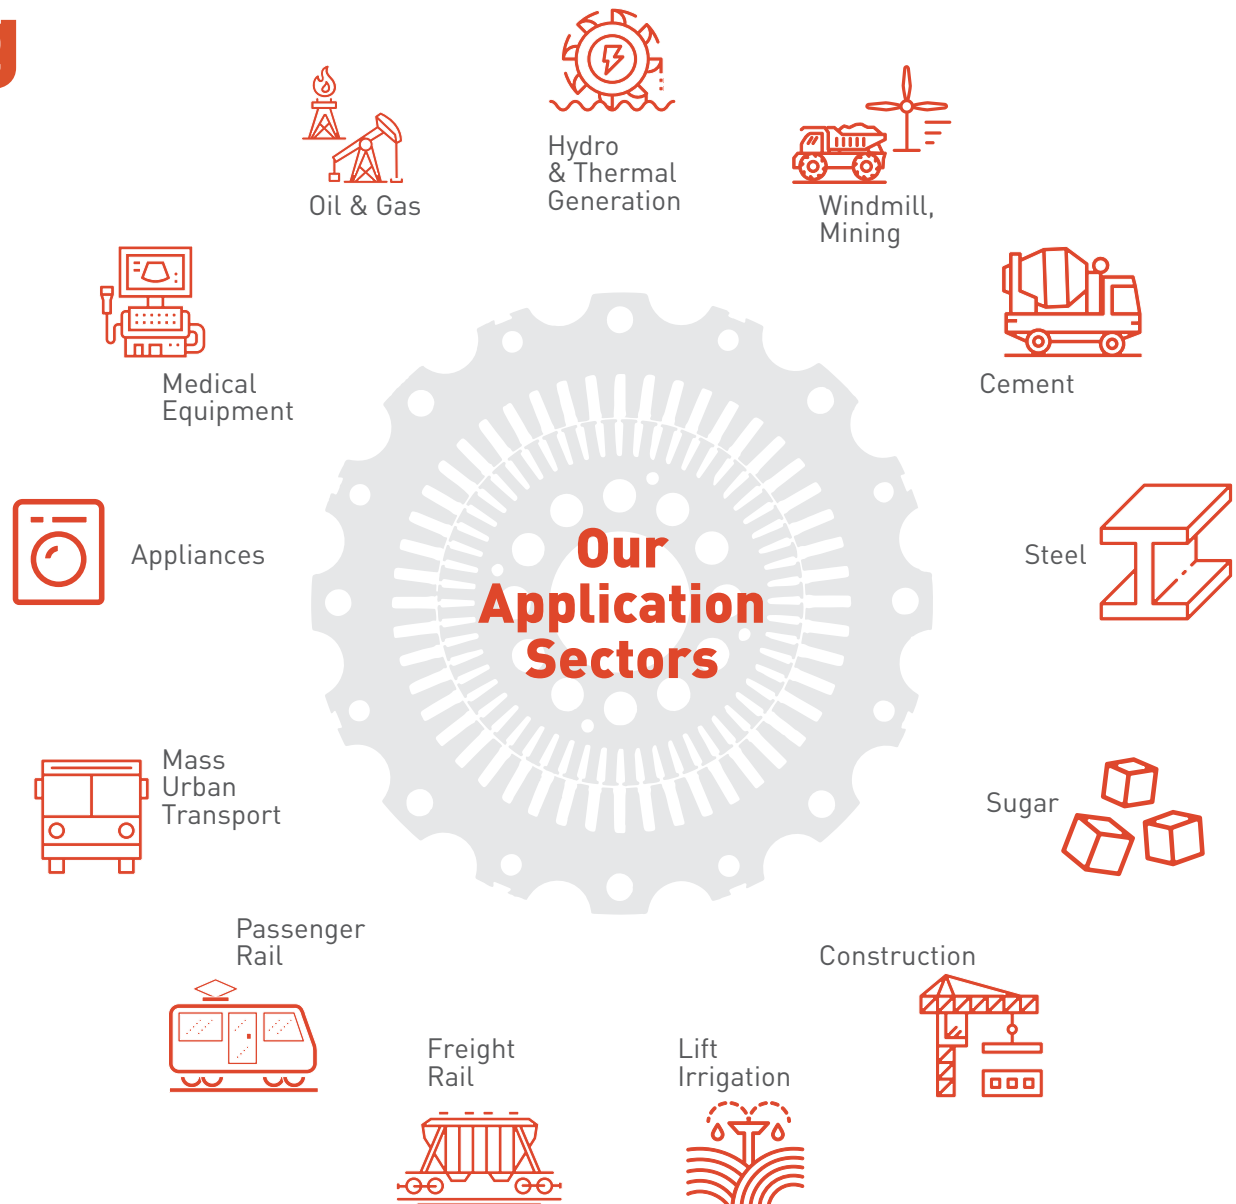 g
Hydro
& Thermal
Generation
Oil & Gas
Windmill,
Mining
Medical
Equipment
Cement
Appliances
Our
Application
Sectors
Steel
Mass
Urban
Transport
Sugar
Passenger
Rail
Construction
Freight
Rail
Lift
Irrigation